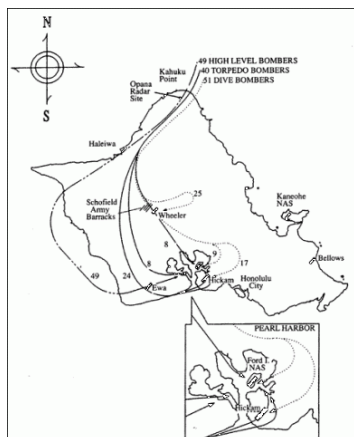 N
S
Kahuku
Point
49 HIGH LEVEL BOMBERS
40 TORPEDO BOMBERS
51 DIVE BOMBERS
Opana
Radar
Site
Haleiwa
25
Schofield
Army
Barracks
Wheeler
Kaneohe
NAS
8
9
17
Bellows
49
24
8
Ewa
Hickam
Honolulu
City
PEARL HARBOR
Ford I.
NAS
Hickam